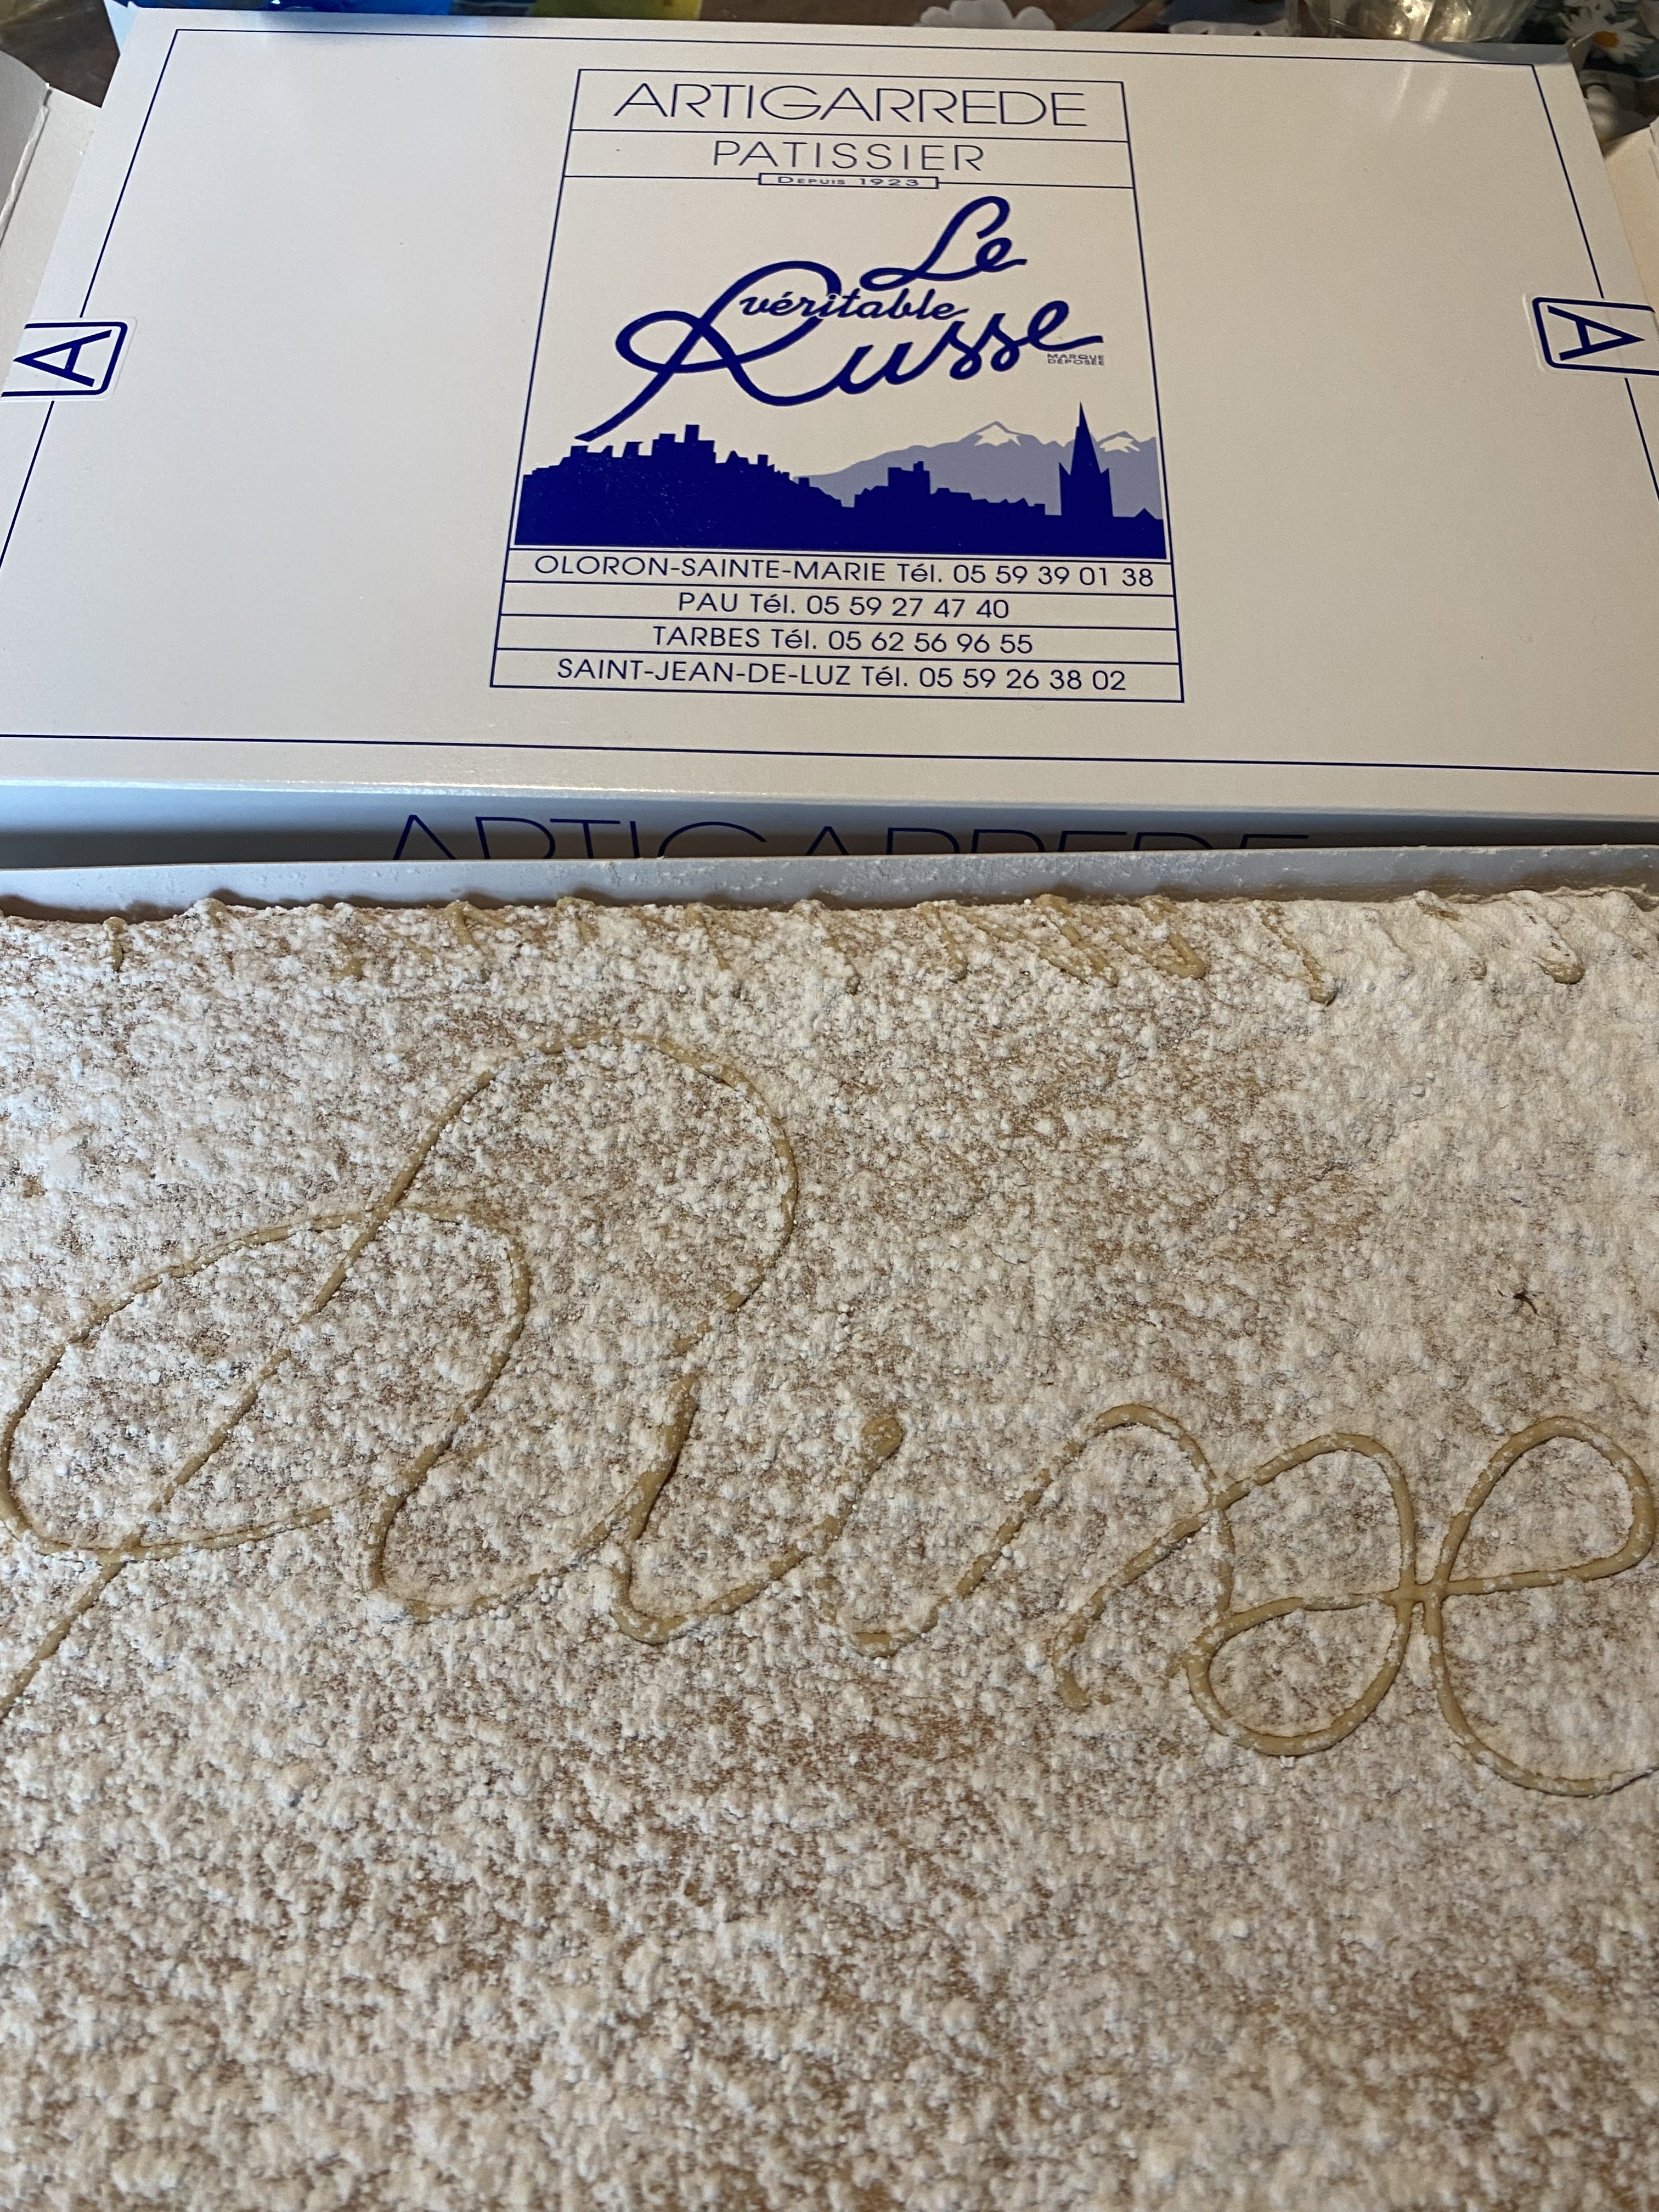 ARTIGARREDE
PATISSIER
DEPUIS 1923
Le
véritable
Russe
MARQUE
DÉPOSÉE
A
A
OLORON-SAINTE-MARIE Tél. 05 59 39 01 38
PAU Tél. 05 59 27 47 40
TARBES Tél. 05 62 56 96 55
SAINT-JEAN-DE-LUZ Tél. 05 59 26 38 02
ARTIGARREDE
Russe